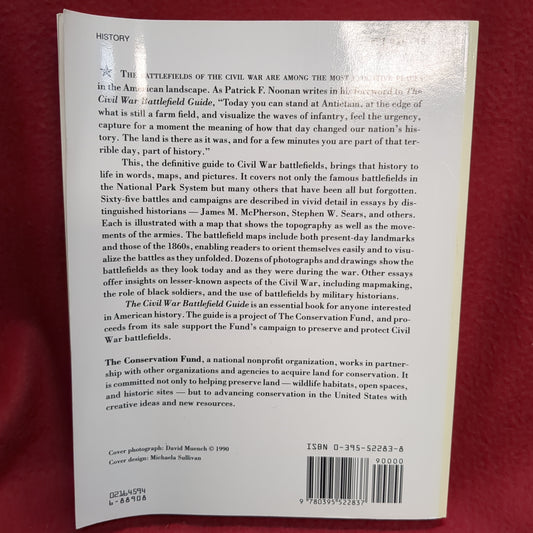 HISTORY
THE BATTLEFIELDS OF THE CIVIL WAR ARE AMONG THE MOST EVOCATIVE PLACES
in the American landscape. As Patrick F. Noonan writes in his foreword to The
Civil War Battlefield Guide, "Today you can stand at Antietam, at the edge of
what is still a farm field, and visualize the waves of infantry, feel the urgency,
capture for a moment the meaning of how that day changed our nation's his-
tory. The land is there as it was, and for a few minutes you are part of that ter-
rible day, part of history."
This, the definitive guide to Civil War battlefields, brings that history to
life in words, maps, and pictures. It covers not only the famous battlefields in
the National Park System but many others that have been all but forgotten.
Sixty-five battles and campaigns are described in vivid detail in essays by dis-
tinguished historians — James M. McPherson, Stephen W. Sears, and others.
Each is illustrated with a map that shows the topography as well as the move-
ments of the armies. The battlefield maps include both present-day landmarks
and those of the 1860s, enabling readers to orient themselves easily and to visu-
alize the battles as they unfolded. Dozens of photographs and drawings show the
battlefields as they look today and as they were during the war. Other essays
offer insights on lesser-known aspects of the Civil War, including mapmaking,
the role of black soldiers, and the use of battlefields by military historians.
The Civil War Battlefield Guide is an essential book for anyone interested
in American history. The guide is a project of The Conservation Fund, and pro-
ceeds from its sale support the Fund's campaign to preserve and protect Civil
War battlefields.
The Conservation Fund, a national nonprofit organization, works in partner-
ship with other organizations and agencies to acquire land for conservation. It
is committed not only to helping preserve land — wildlife habitats, open spaces,
and historic sites — but to advancing conservation in the United States with
creative ideas and new resources.
Cover photograph: David Muench © 1990
Cover design: Michaela Sullivan
ISBN 0-395-52283-8
90000
9 780395 522837
02164594
6-88908